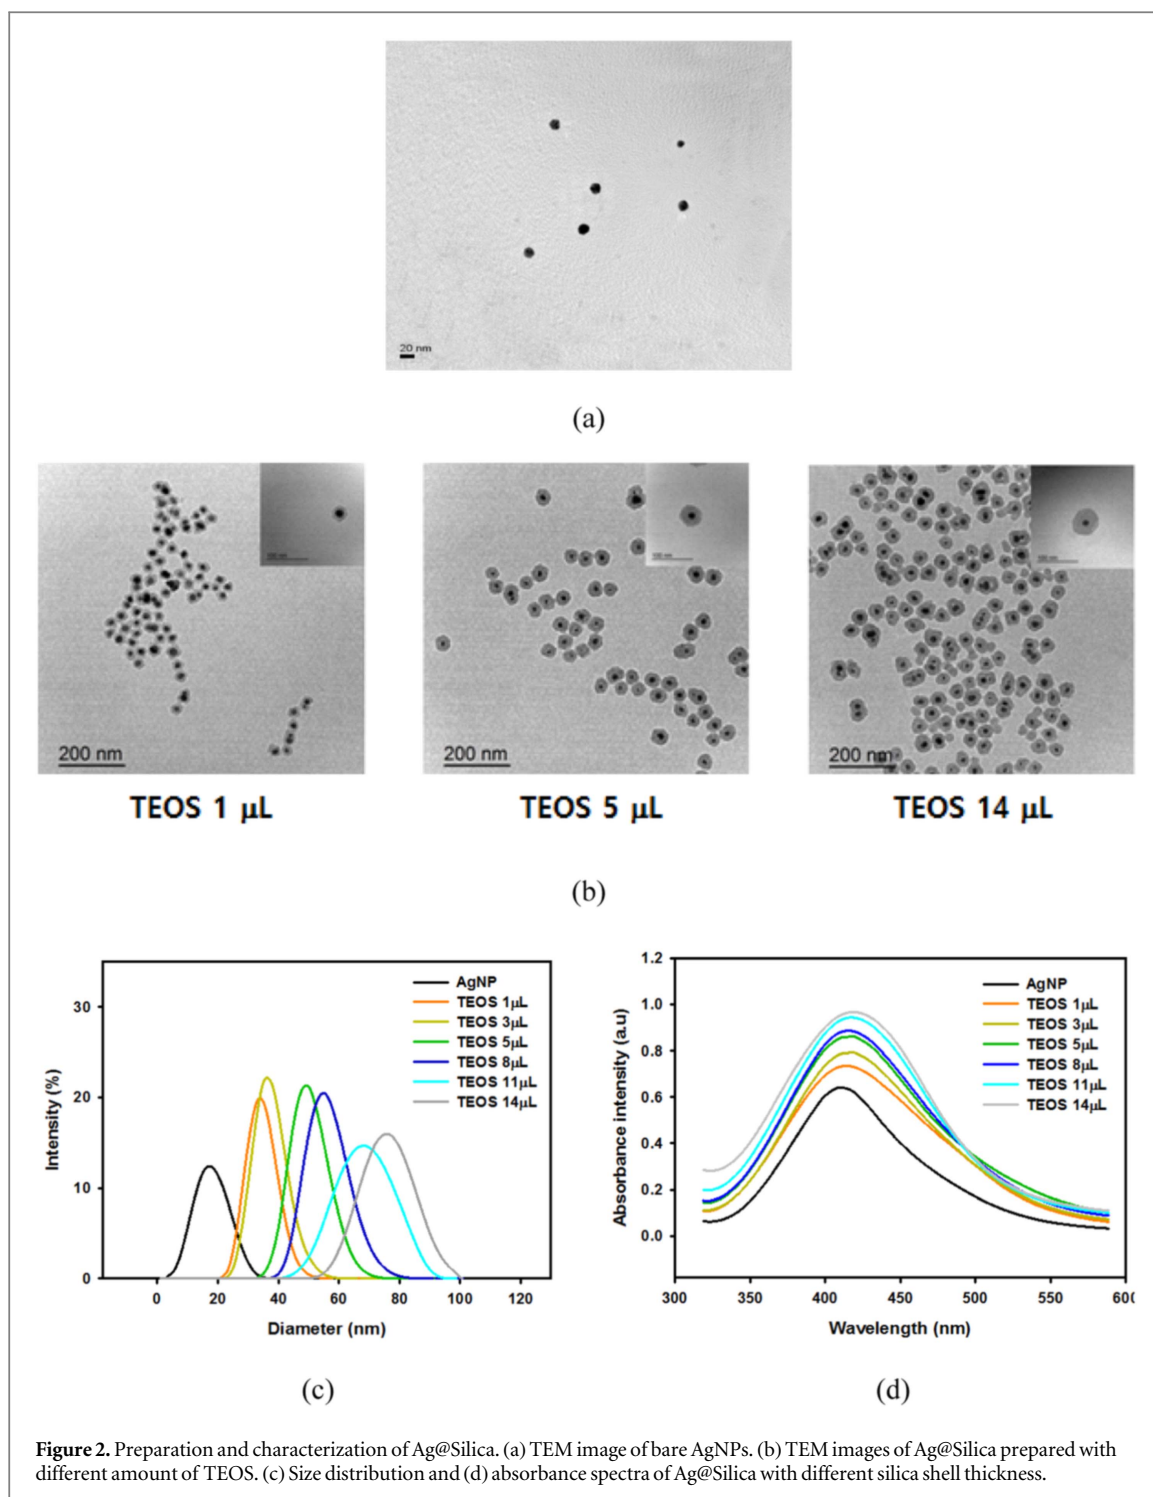 20 nm
(a)
200 nm
200 nm
200 nm
TEOS 1 μL
TEOS 5 μL
TEOS 14 μL
(b)
30
20
10
0
Intensity (%)
AgNP
TEOS 1μL
TEOS 3μL
TEOS 5μL
TEOS 8μL
TEOS 11μL
TEOS 14μL
0 20 40 60 80 100 120
Diameter (nm)
(c)
1.2
1.0
0.8
0.6
0.4
0.2
0.0
Absorbance intensity (a.u)
AgNP
TEOS 1μL
TEOS 3μL
TEOS 5μL
TEOS 8μL
TEOS 11μL
TEOS 14μL
300 350 400 450 500 550 600
Wavelength (nm)
(d)
Figure 2. Preparation and characterization of Ag@Silica. (a) TEM image of bare AgNPs. (b) TEM images of Ag@Silica prepared with
different amount of TEOS. (c) Size distribution and (d) absorbance spectra of Ag@Silica with different silica shell thickness.